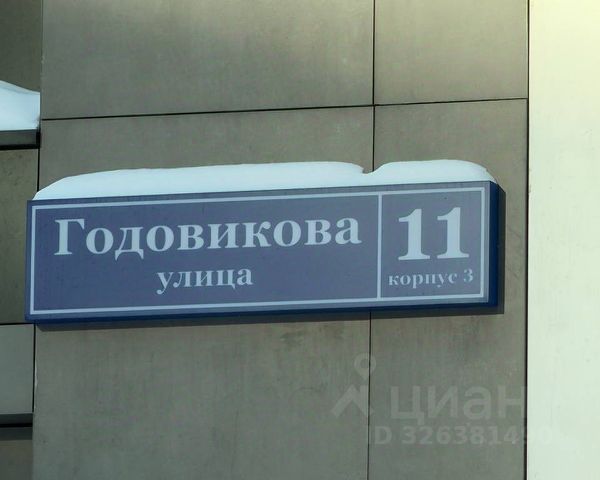 Годовикова
улица
11
корпус 3
циан
ID 326381490